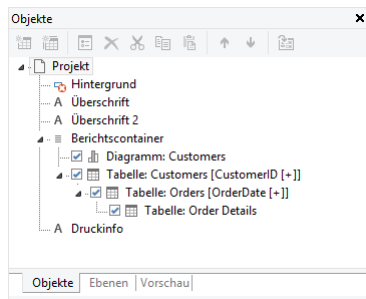 Objekte
Projekt
Hintergrund
A Überschrift
A Überschrift 2
Berichtscontainer
Diagramm: Customers
Tabelle: Customers [CustomerID [+]]
Tabelle: Orders [OrderDate [+]]
Tabelle: Order Details
A Druckinfo
Objekte Ebenen Vorschau